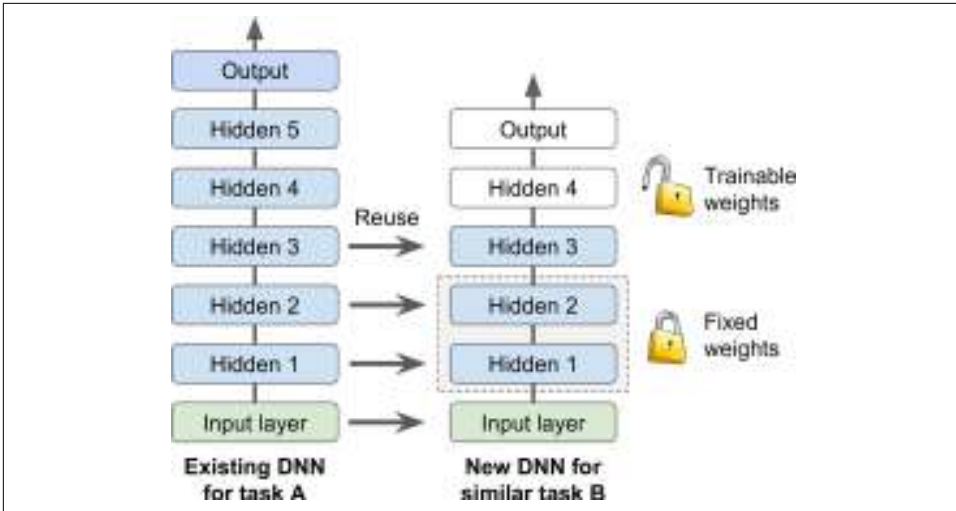 Output
Hidden 5
Hidden 4
Hidden 3
Hidden 2
Hidden 1
Input layer
Existing DNN
for task A
Reuse
Output
Hidden 4
Hidden 3
Hidden 2
Hidden 1
Input layer
New DNN for
similar task B
Trainable
weights
Fixed
weights